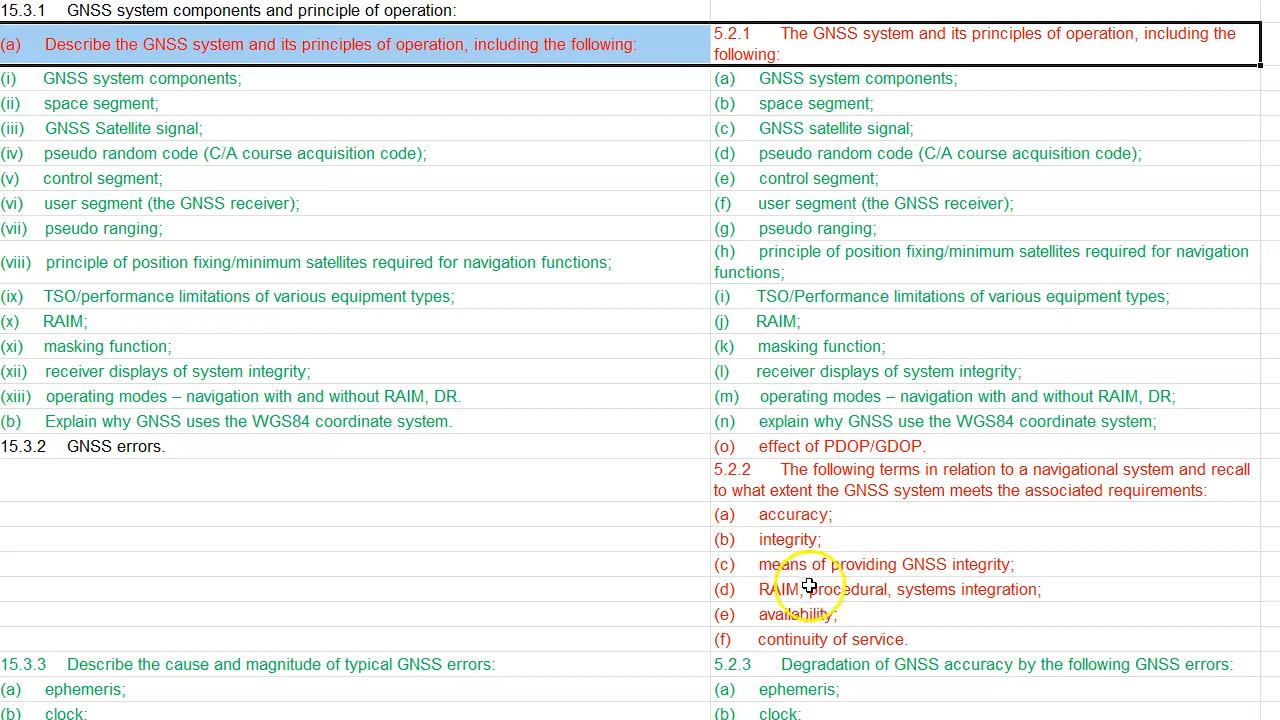 15.3.1 GNSS system components and principle of operation:
(a) Describe the GNSS system and its principles of operation, including the following:
5.2.1 The GNSS system and its principles of operation, including the
following:
(i) GNSS system components;
(a) GNSS system components;
(ii) space segment;
(b) space segment;
(iii) GNSS Satellite signal;
(c) GNSS satellite signal;
(iv) pseudo random code (C/A course acquisition code);
(d) pseudo random code (C/A course acquisition code);
(v) control segment;
(e) control segment;
(vi) user segment (the GNSS receiver);
(f) user segment (the GNSS receiver);
(vii) pseudo ranging;
(g) pseudo ranging;
(viii) principle of position fixing/minimum satellites required for navigation functions;
(h) principle of position fixing/minimum satellites required for navigation
functions;
(ix) TSO/performance limitations of various equipment types;
(i) TSO/Performance limitations of various equipment types;
(x) RAIM;
(j) RAIM;
(xi) masking function;
(k) masking function;
(xii) receiver displays of system integrity;
(l) receiver displays of system integrity;
(xiii) operating modes – navigation with and without RAIM, DR.
(m) operating modes – navigation with and without RAIM, DR;
(b) Explain why GNSS uses the WGS84 coordinate system.
(n) explain why GNSS use the WGS84 coordinate system;
15.3.2 GNSS errors.
(o) effect of PDOP/GDOP.
5.2.2 The following terms in relation to a navigational system and recall
to what extent the GNSS system meets the associated requirements:
(a) accuracy;
(b) integrity;
(c) means of providing GNSS integrity;
(d) RAIM, procedural, systems integration;
(e) availability;
(f) continuity of service.
15.3.3 Describe the cause and magnitude of typical GNSS errors:
5.2.3 Degradation of GNSS accuracy by the following GNSS errors:
(a) ephemeris;
(a) ephemeris;
(b) clock;
(b) clock;